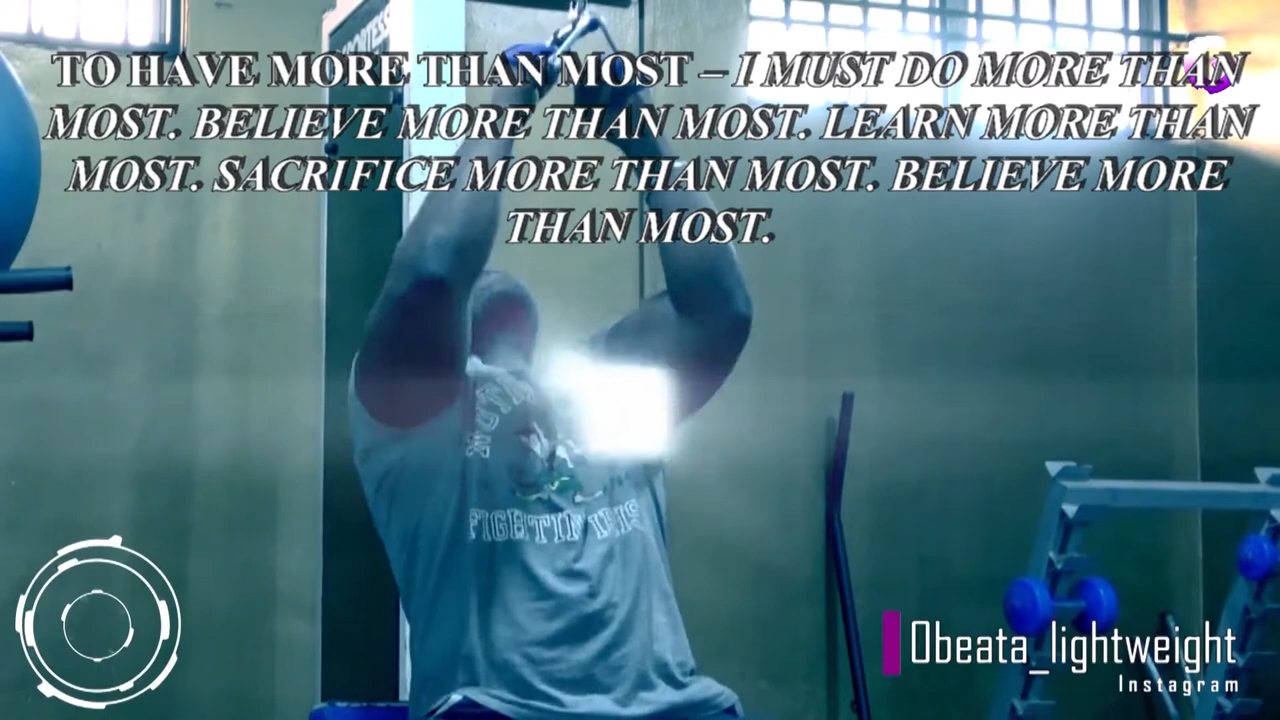 TO HAVE MORE THAN MOST – I MUST DO MORE THAN
MOST. BELIEVE MORE THAN MOST. LEARN MORE THAN
MOST. SACRIFICE MORE THAN MOST. BELIEVE MORE
THAN MOST.
FIGHTIN
Obeata_lightweight
Instagram